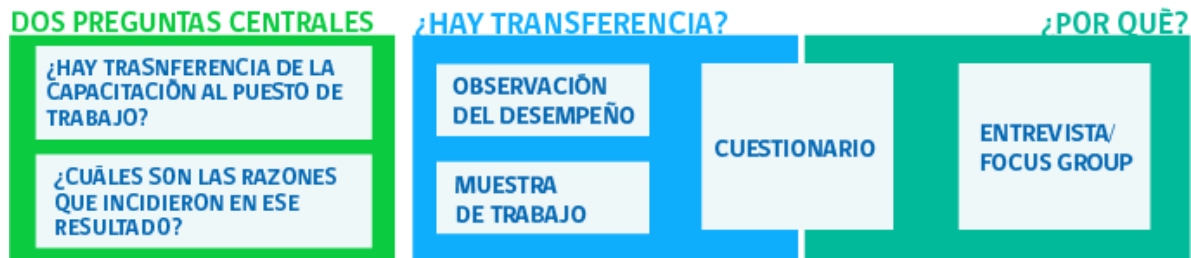 DOS PREGUNTAS CENTRALES
¿HAY TRASNFERENCIA DE LA
CAPACITACIÓN AL PUESTO DE
TRABAJO?
¿CUÁLES SON LAS RAZONES
QUE INCIDIERON EN ESE
RESULTADO?
¿HAY TRANSFERENCIA?
OBSERVACIÓN
DEL DESEMPEÑO
MUESTRA
DE TRABAJO
CUESTIONARIO
¿POR QUÈ?
ENTREVISTA/
FOCUS GROUP